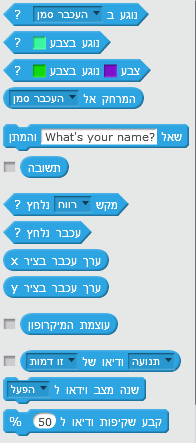 נוגע ב סמן העכבר ?
נוגע בצבע ?
צבע נוגע בצבע ?
המרחק אל סמן העכבר
שאל What's your name? והמתן
תשובה
מקש רווח נלחץ ?
עכבר נלחץ ?
ערך עכבר בציר x
ערך עכבר בציר y
עוצמת המיקרופון
תנועה וידיאו של זו דמות
שנה מצב וידאו ל הפעל
קבע שקיפות ודיאו ל 50 %